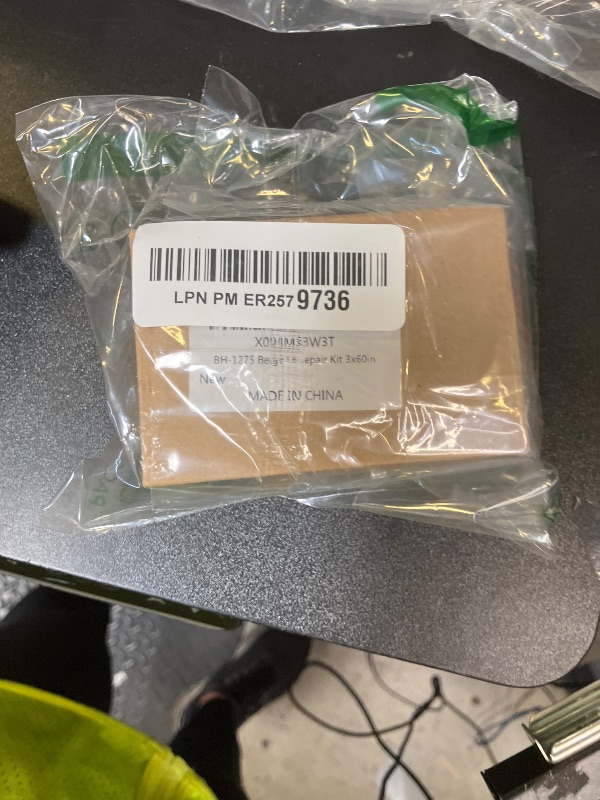 LPN PM ER257 9736
BH-1275 Beige Repair Kit 3x60in
New
MADE IN CHINA